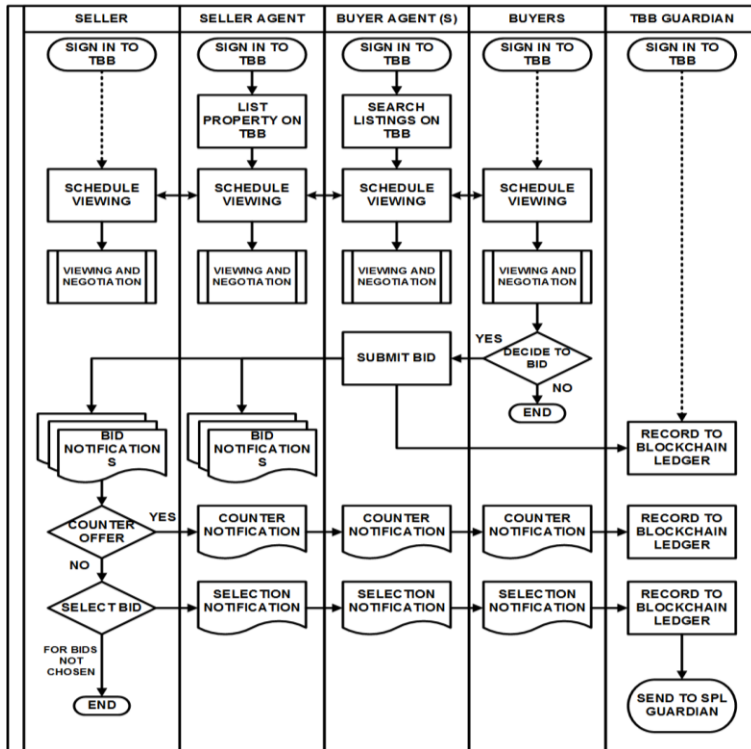 SELLER
SELLER AGENT
BUYER AGENT (S)
BUYERS
TBB GUARDIAN
SIGN IN TO
TBB
SIGN IN TO
TBB
SIGN IN TO
TBB
SIGN IN TO
TBB
SIGN IN TO
TBB
LIST
PROPERTY ON
TBB
SEARCH
LISTINGS ON
TBB
SCHEDULE
VIEWING
SCHEDULE
VIEWING
SCHEDULE
VIEWING
SCHEDULE
VIEWING
VIEWING AND
NEGOTIATION
VIEWING AND
NEGOTIATION
VIEWING AND
NEGOTIATION
VIEWING AND
NEGOTIATION
SUBMIT BID
YES
DECIDE TO
BID
NO
END
BID
NOTIFICATION
S
BID
NOTIFICATION
S
RECORD TO
BLOCKCHAIN
LEDGER
COUNTER
OFFER
YES
NO
COUNTER
NOTIFICATION
COUNTER
NOTIFICATION
COUNTER
NOTIFICATION
RECORD TO
BLOCKCHAIN
LEDGER
SELECT BID
SELECTION
NOTIFICATION
SELECTION
NOTIFICATION
SELECTION
NOTIFICATION
RECORD TO
BLOCKCHAIN
LEDGER
FOR BIDS
NOT
CHOSEN
END
SEND TO SPL
GUARDIAN